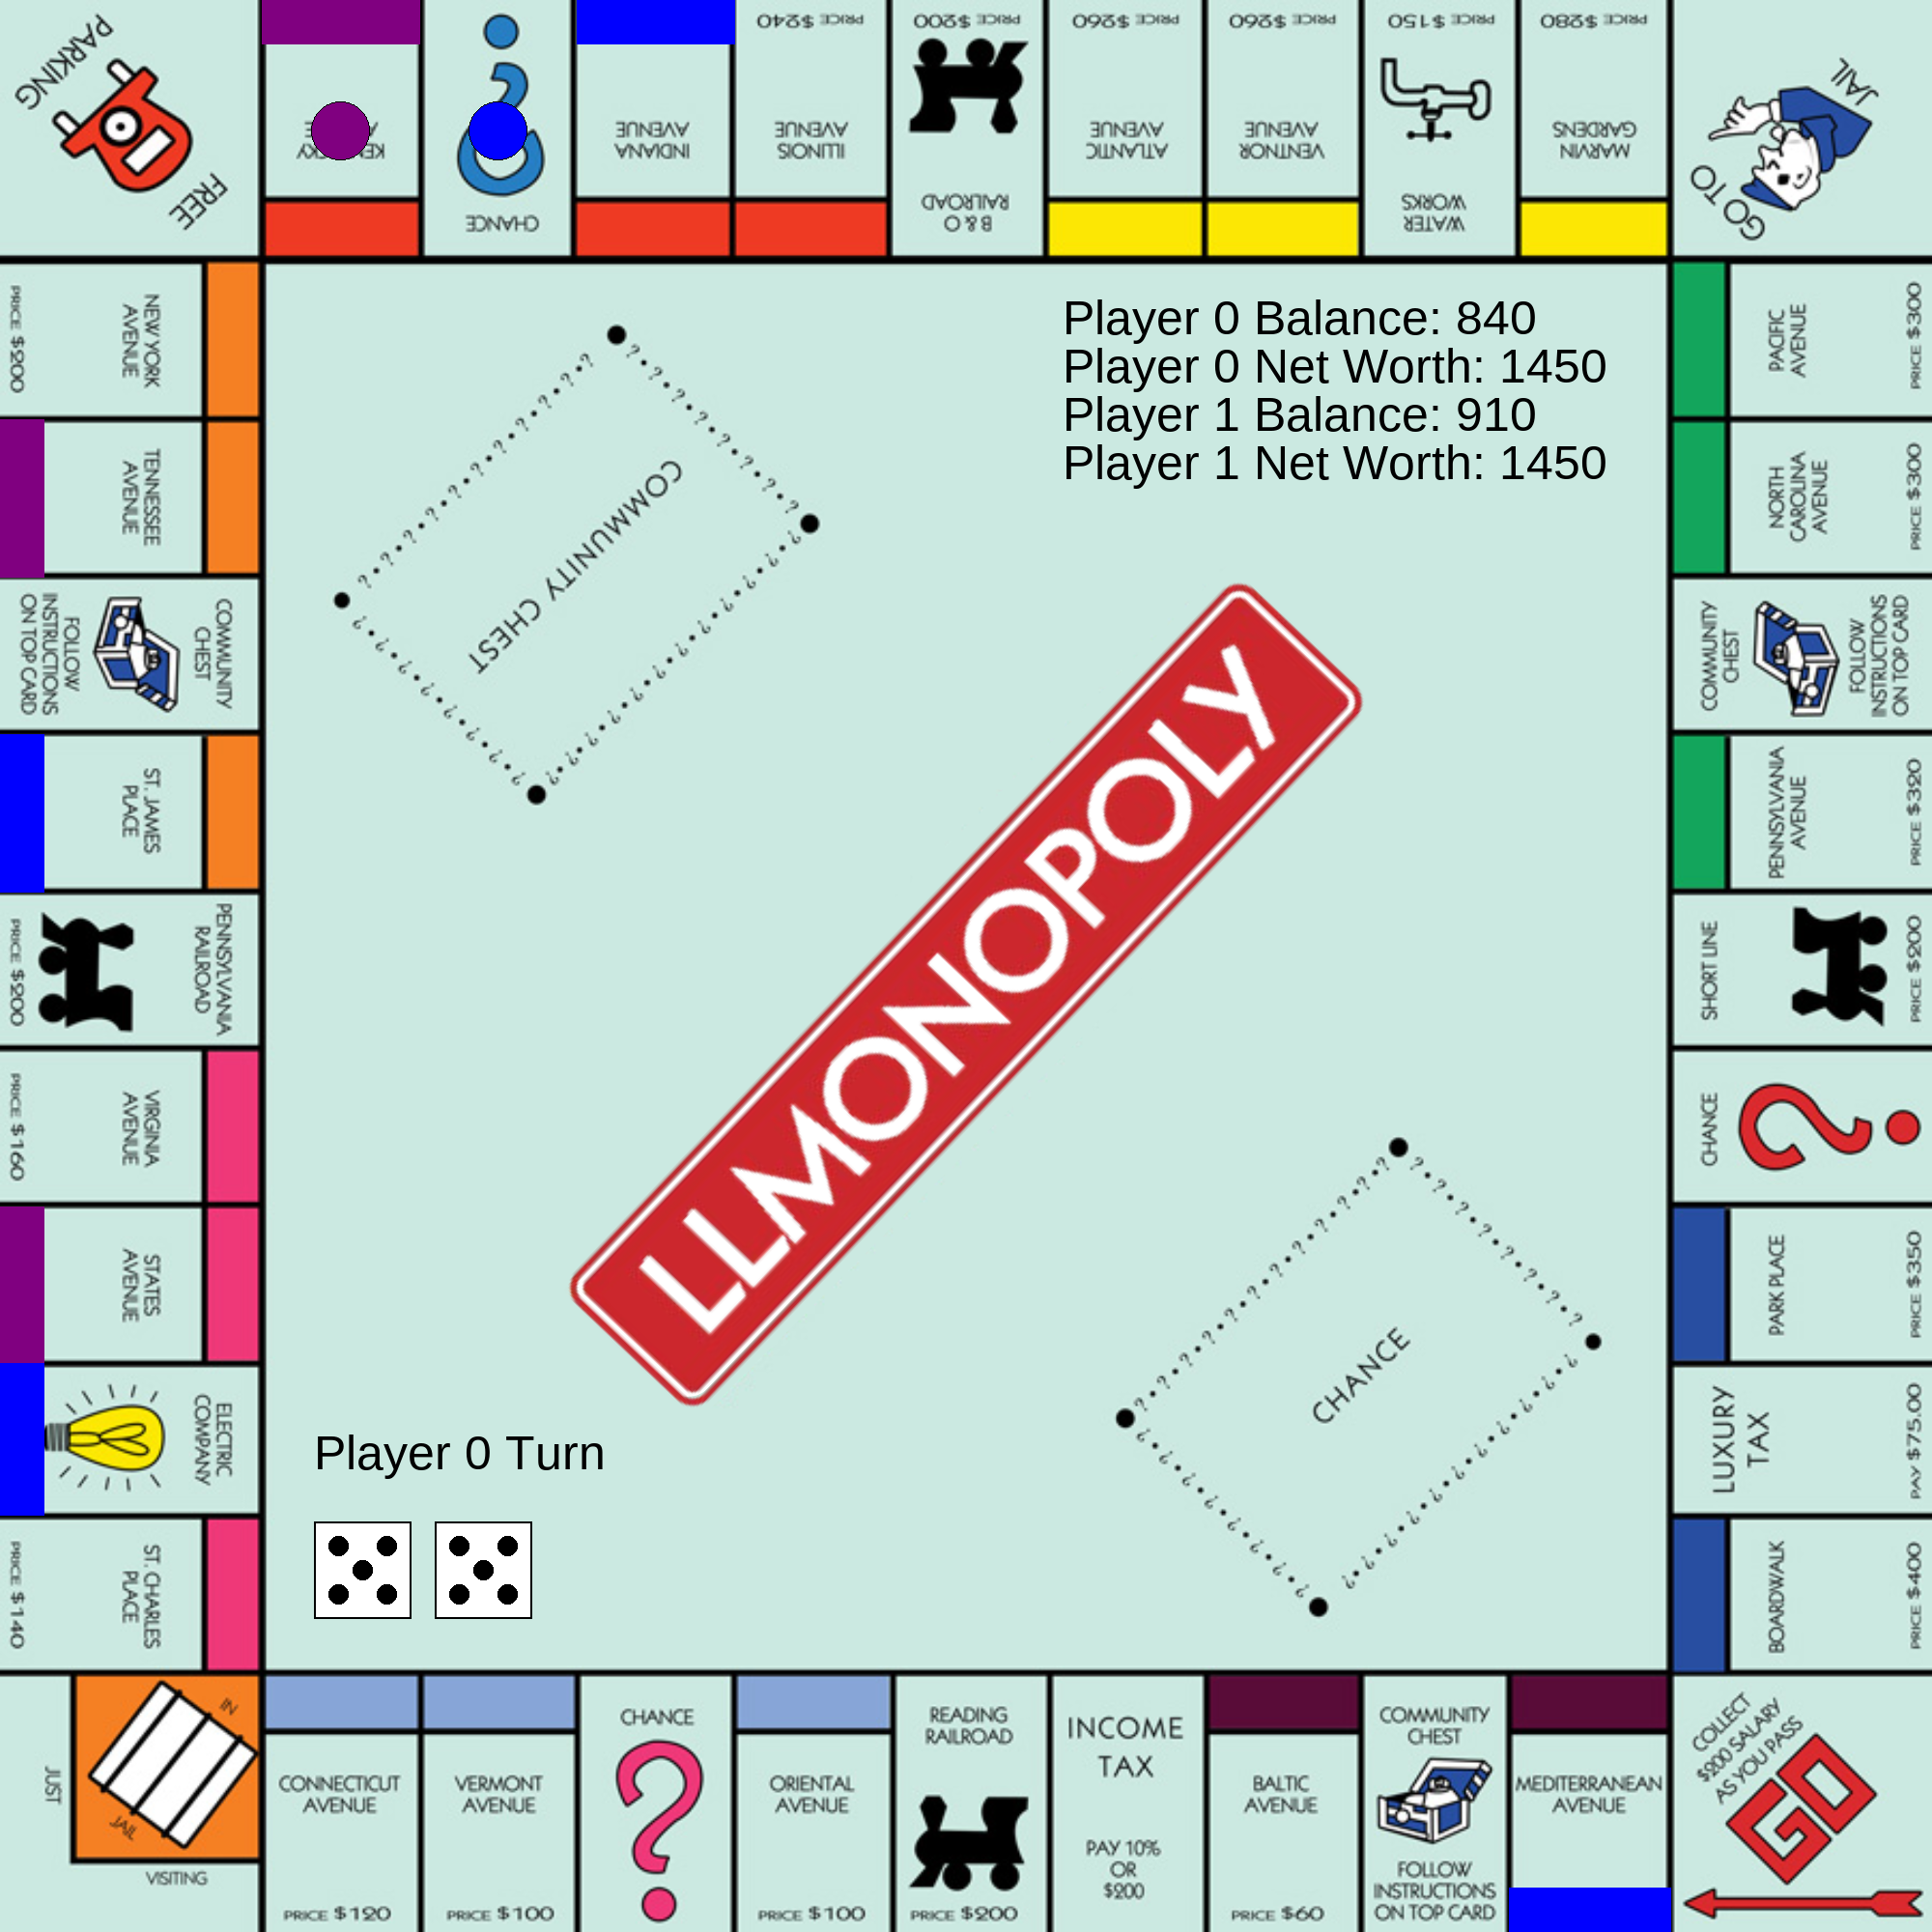 PARKING
FREE
KY
CHANCE
INDIANA
AVENUE
PRICE $240
ILLINOIS
AVENUE
PRICE $200
B & O
RAILROAD
PRICE $260
ATLANTIC
AVENUE
PRICE $260
VENTNOR
AVENUE
PRICE $150
WATER
WORKS
PRICE $280
MARVIN
GARDENS
GO TO
JAIL
NEW YORK
AVENUE
PRICE $200
TENNESSEE
AVENUE
COMMUNITY
CHEST
FOLLOW
INSTRUCTIONS
ON TOP CARD
ST. JAMES
PLACE
PENNSYLVANIA
RAILROAD
PRICE $200
VIRGINIA
AVENUE
PRICE $160
STATES
AVENUE
ELECTRIC
COMPANY
ST. CHARLES
PLACE
PRICE $140
Player 0 Balance: 840
Player 0 Net Worth: 1450
Player 1 Balance: 910
Player 1 Net Worth: 1450
COMMUNITY CHEST
LLMONOPOLY
CHANCE
Player 0 Turn
PACIFIC
AVENUE
PRICE $300
NORTH
CAROLINA
AVENUE
PRICE $300
COMMUNITY
CHEST
FOLLOW
INSTRUCTIONS
ON TOP CARD
PENNSYLVANIA
AVENUE
PRICE $320
SHORT LINE
PRICE $200
CHANCE
PARK PLACE
PRICE $350
LUXURY
TAX
PAY $75.00
BOARDWALK
PRICE $400
JUST
VISITING
IN
JAIL
CONNECTICUT
AVENUE
PRICE $120
VERMONT
AVENUE
PRICE $100
CHANCE
ORIENTAL
AVENUE
PRICE $100
READING
RAILROAD
PRICE $200
INCOME
TAX
PAY 10%
OR
$200
BALTIC
AVENUE
PRICE $60
COMMUNITY
CHEST
FOLLOW
INSTRUCTIONS
ON TOP CARD
MEDITERRANEAN
AVENUE
COLLECT
$200 SALARY
AS YOU PASS
GO